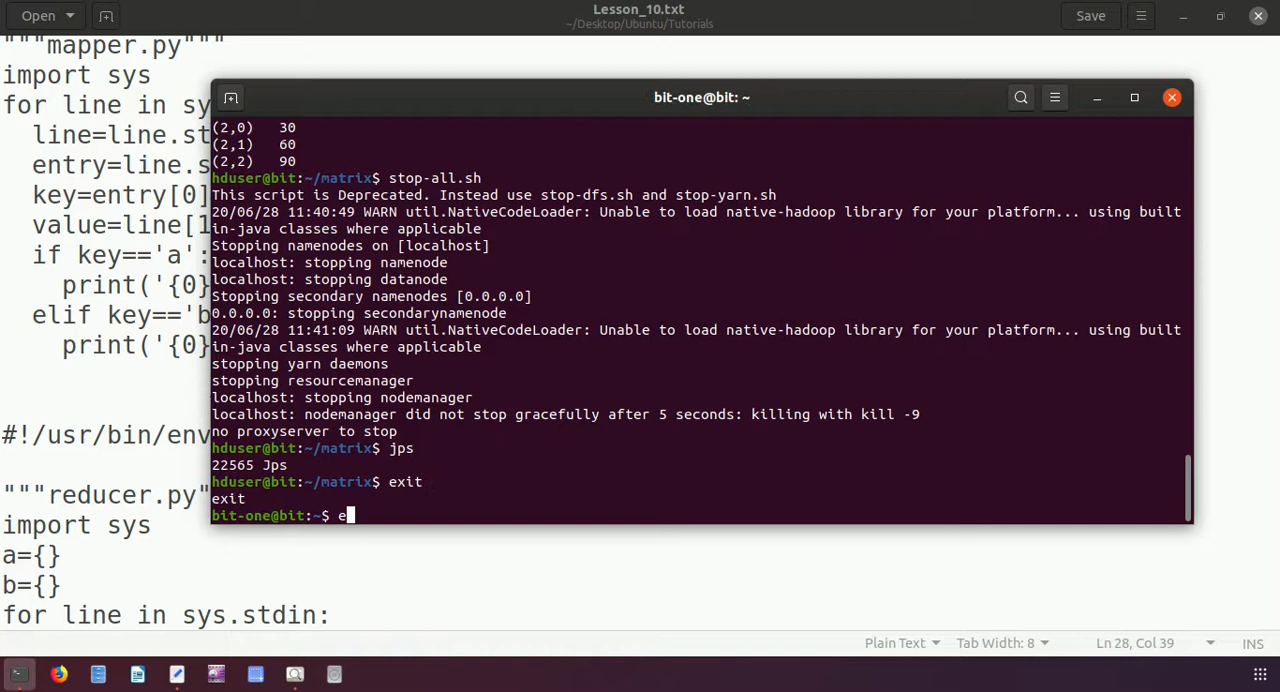 Open
Lesson_10.txt
~/Desktop/Ubuntu/Tutorials
Save
"""mapper.py"""
import sys
for line in sy
line=line.st
entry=line.s
key=entry[0]
value=line[1
if key=='a':
print('{0}
elif key=='b
print('{0}
#!/usr/bin/env
"""reducer.py"
import sys
a={}
b={}
for line in sys.stdin:
bit-one@bit: ~
(2,0) 30
(2,1) 60
(2,2) 90
hduser@bit:~/matrix$ stop-all.sh
This script is Deprecated. Instead use stop-dfs.sh and stop-yarn.sh
20/06/28 11:40:49 WARN util.NativeCodeLoader: Unable to load native-hadoop library for your platform... using built
in-java classes where applicable
Stopping namenodes on [localhost]
localhost: stopping namenode
localhost: stopping datanode
Stopping secondary namenodes [0.0.0.0]
0.0.0.0: stopping secondarynamenode
20/06/28 11:41:09 WARN util.NativeCodeLoader: Unable to load native-hadoop library for your platform... using built
in-java classes where applicable
stopping yarn daemons
stopping resourcemanager
localhost: stopping nodemanager
localhost: nodemanager did not stop gracefully after 5 seconds: killing with kill -9
no proxyserver to stop
hduser@bit:~/matrix$ jps
22565 Jps
hduser@bit:~/matrix$ exit
exit
bit-one@bit:~$ e
Plain Text
Tab Width: 8
Ln 28, Col 39
INS